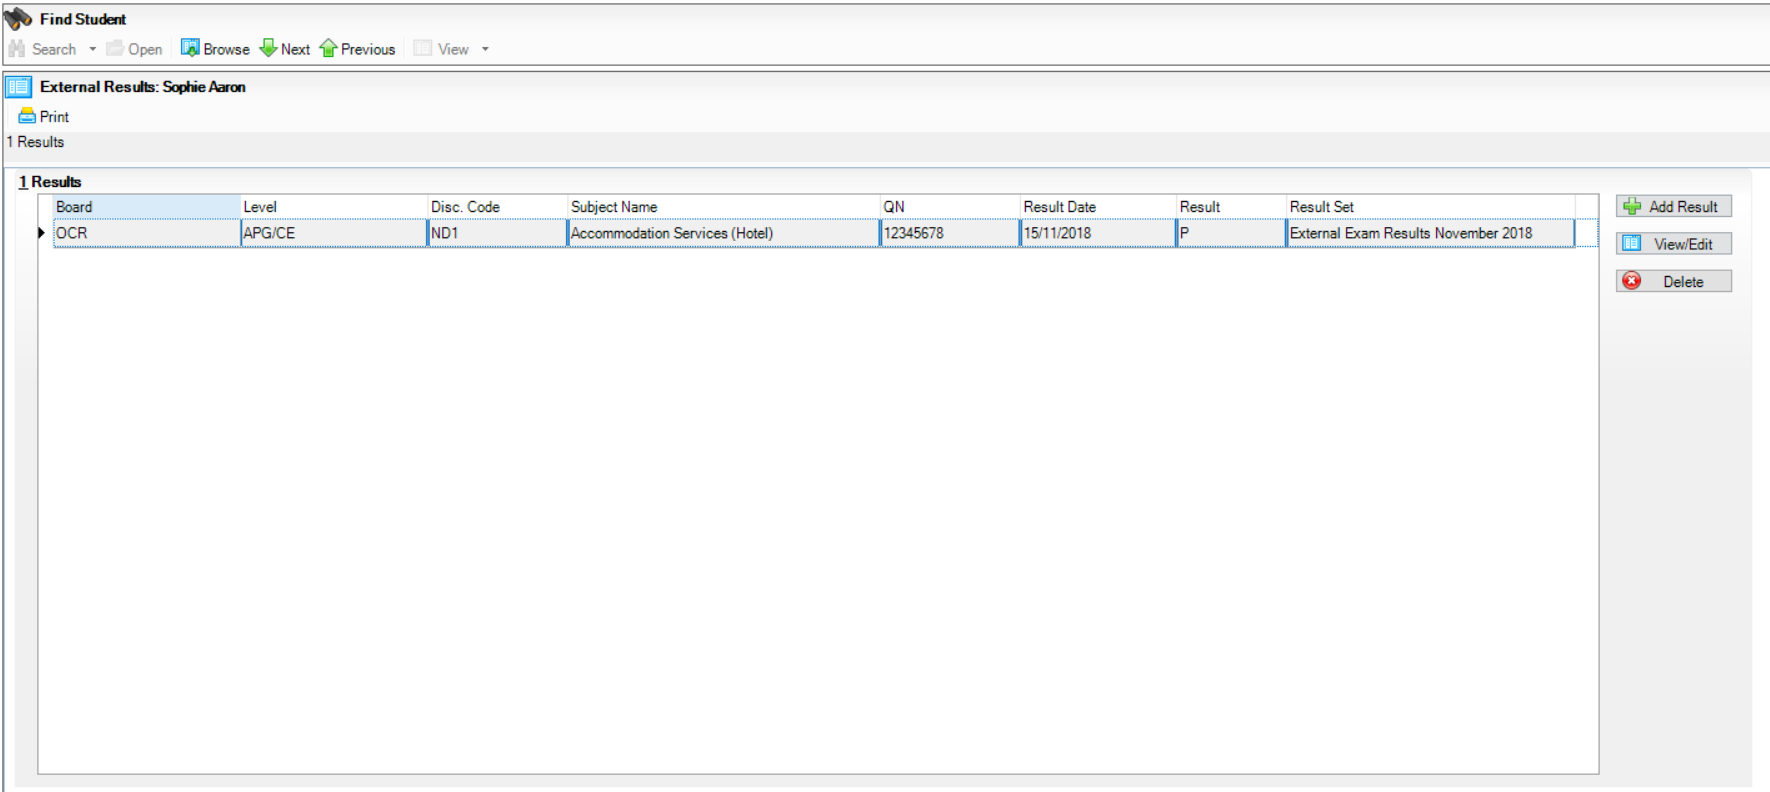 Find Student
Search Open Browse Next Previous View
External Results: Sophie Aaron
Print
1 Results
1 Results
Board Level Disc. Code Subject Name QN Result Date Result Result Set
OCR APG/CE ND1 Accommodation Services (Hotel) 12345678 15/11/2018 P External Exam Results November 2018
Add Result
View/Edit
Delete